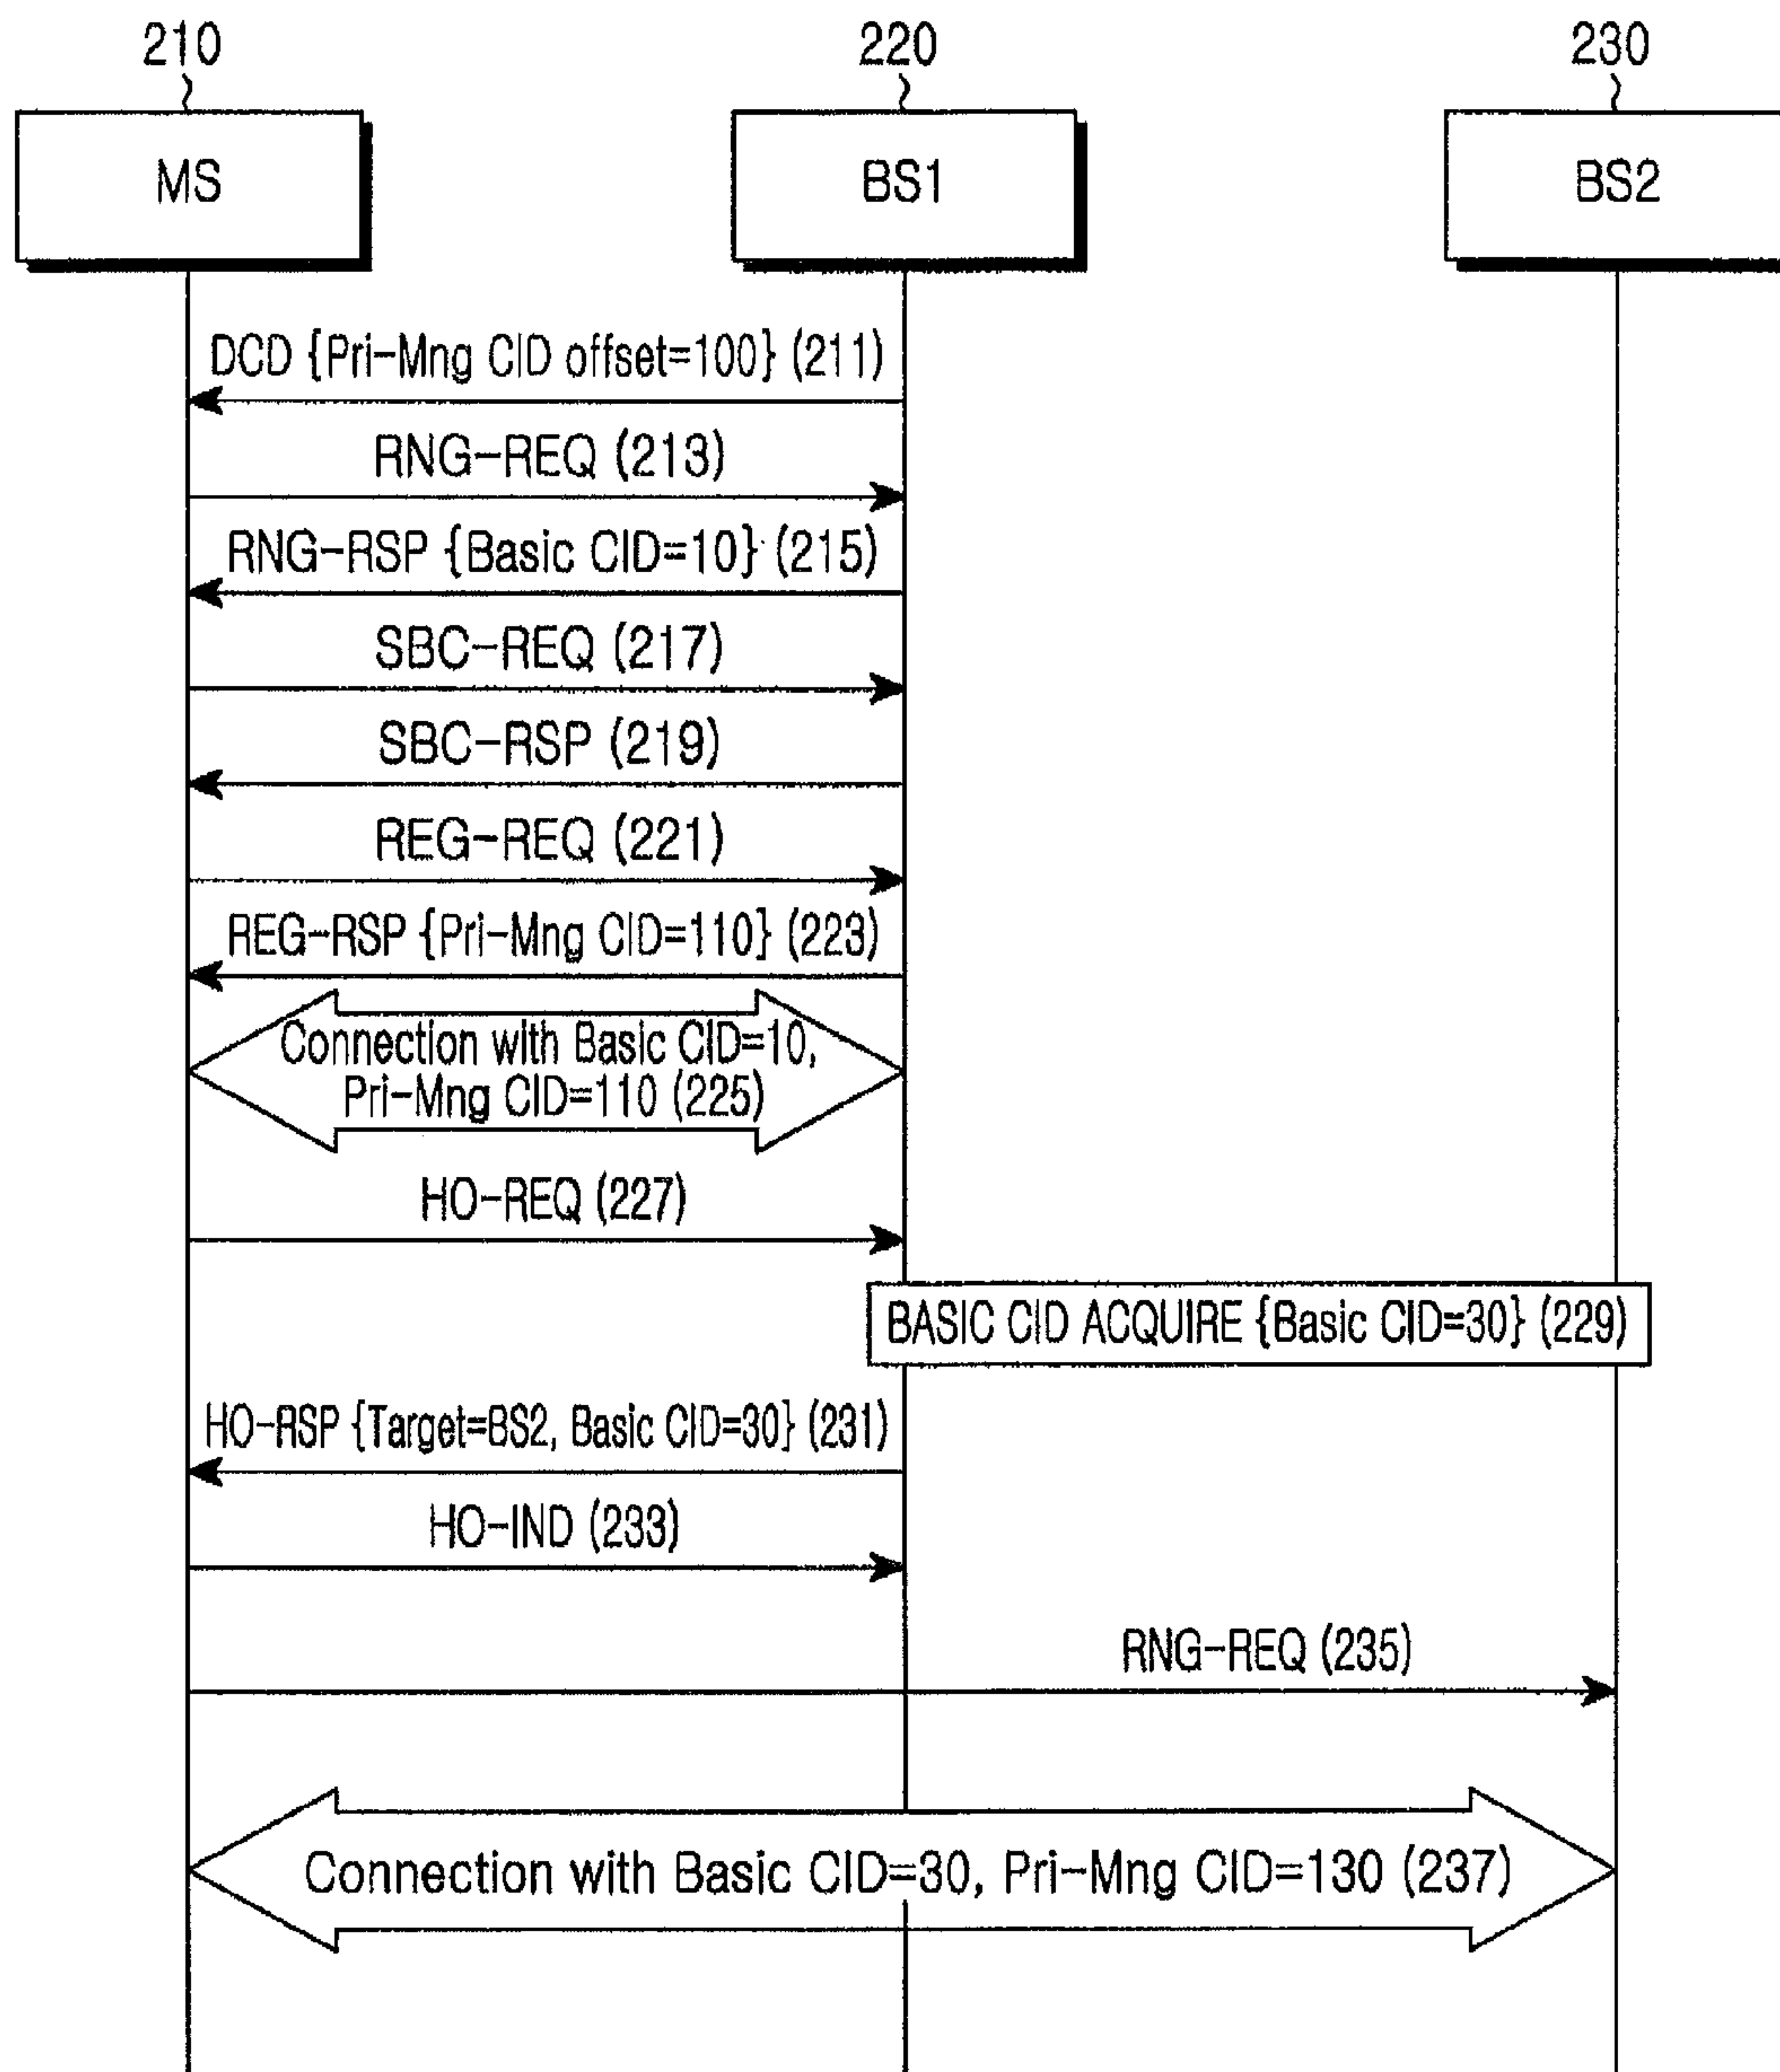 210
220
230
MS
BS1
BS2
DCD {Pri-Mng CID offset=100} (211)
RNG-REQ (213)
RNG-RSP {Basic CID=10} (215)
SBC-REQ (217)
SBC-RSP (219)
REG-REQ (221)
REG-RSP {Pri-Mng CID=110} (223)
Connection with Basic CID=10,
Pri-Mng CID=110 (225)
HO-REQ (227)
BASIC CID ACQUIRE {Basic CID=30} (229)
HO-RSP {Target=BS2, Basic CID=30} (231)
HO-IND (233)
RNG-REQ (235)
Connection with Basic CID=30, Pri-Mng CID=130 (237)